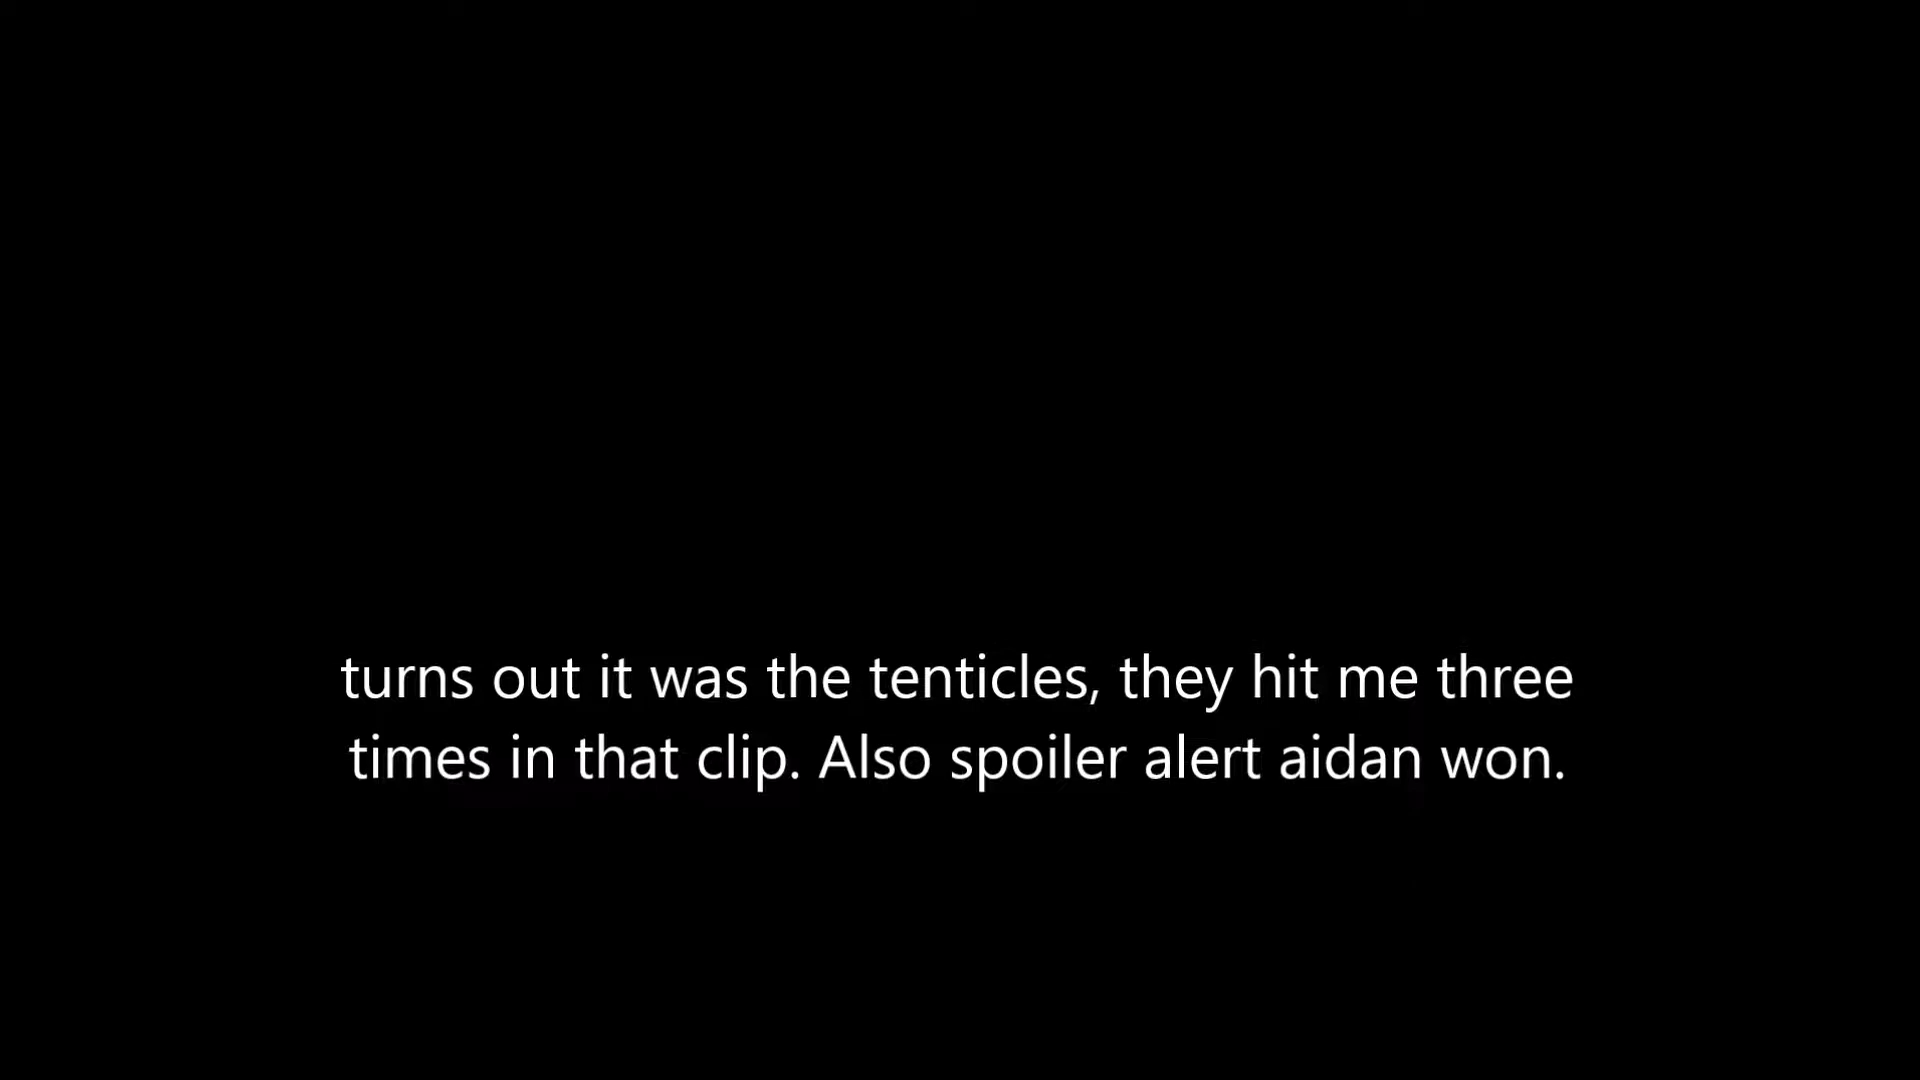 turns out it was the tenticles, they hit me three
times in that clip. Also spoiler alert aidan won.